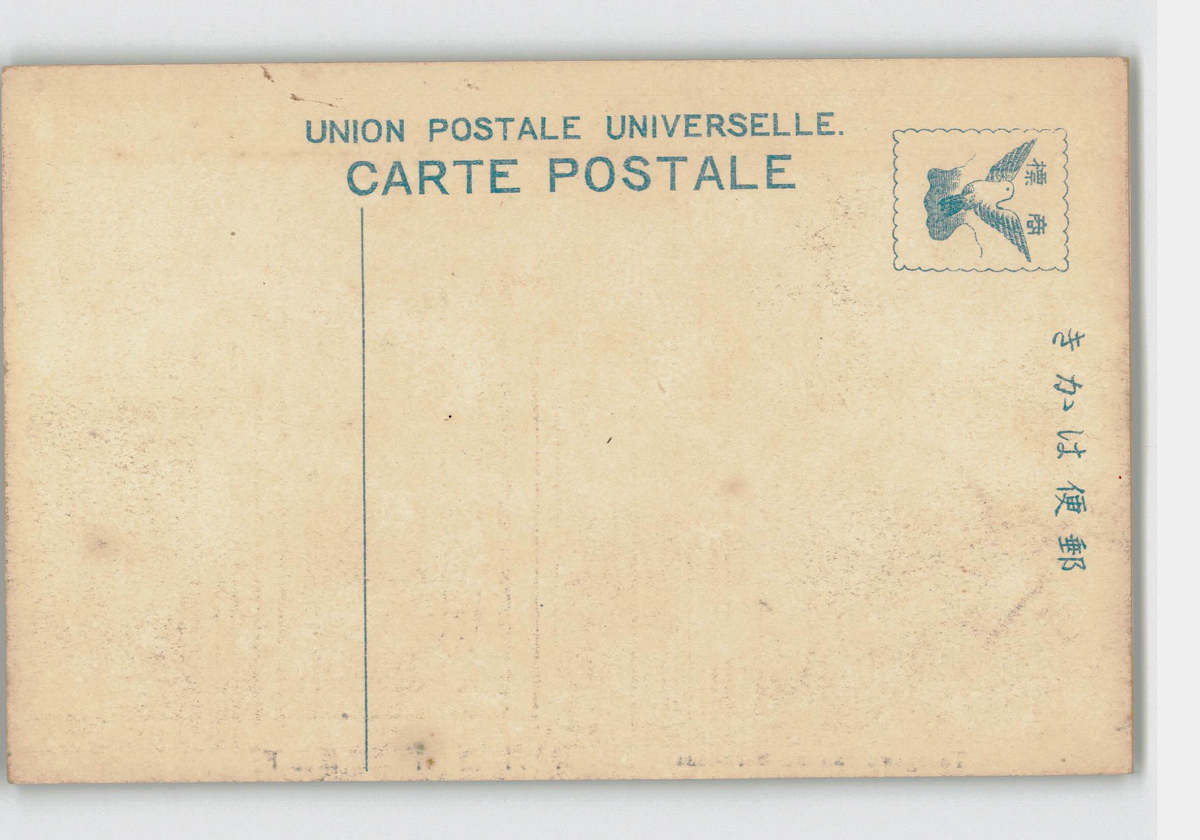 UNION POSTALE UNIVERSELLE.
CARTE POSTALE
商標
郵便はかき